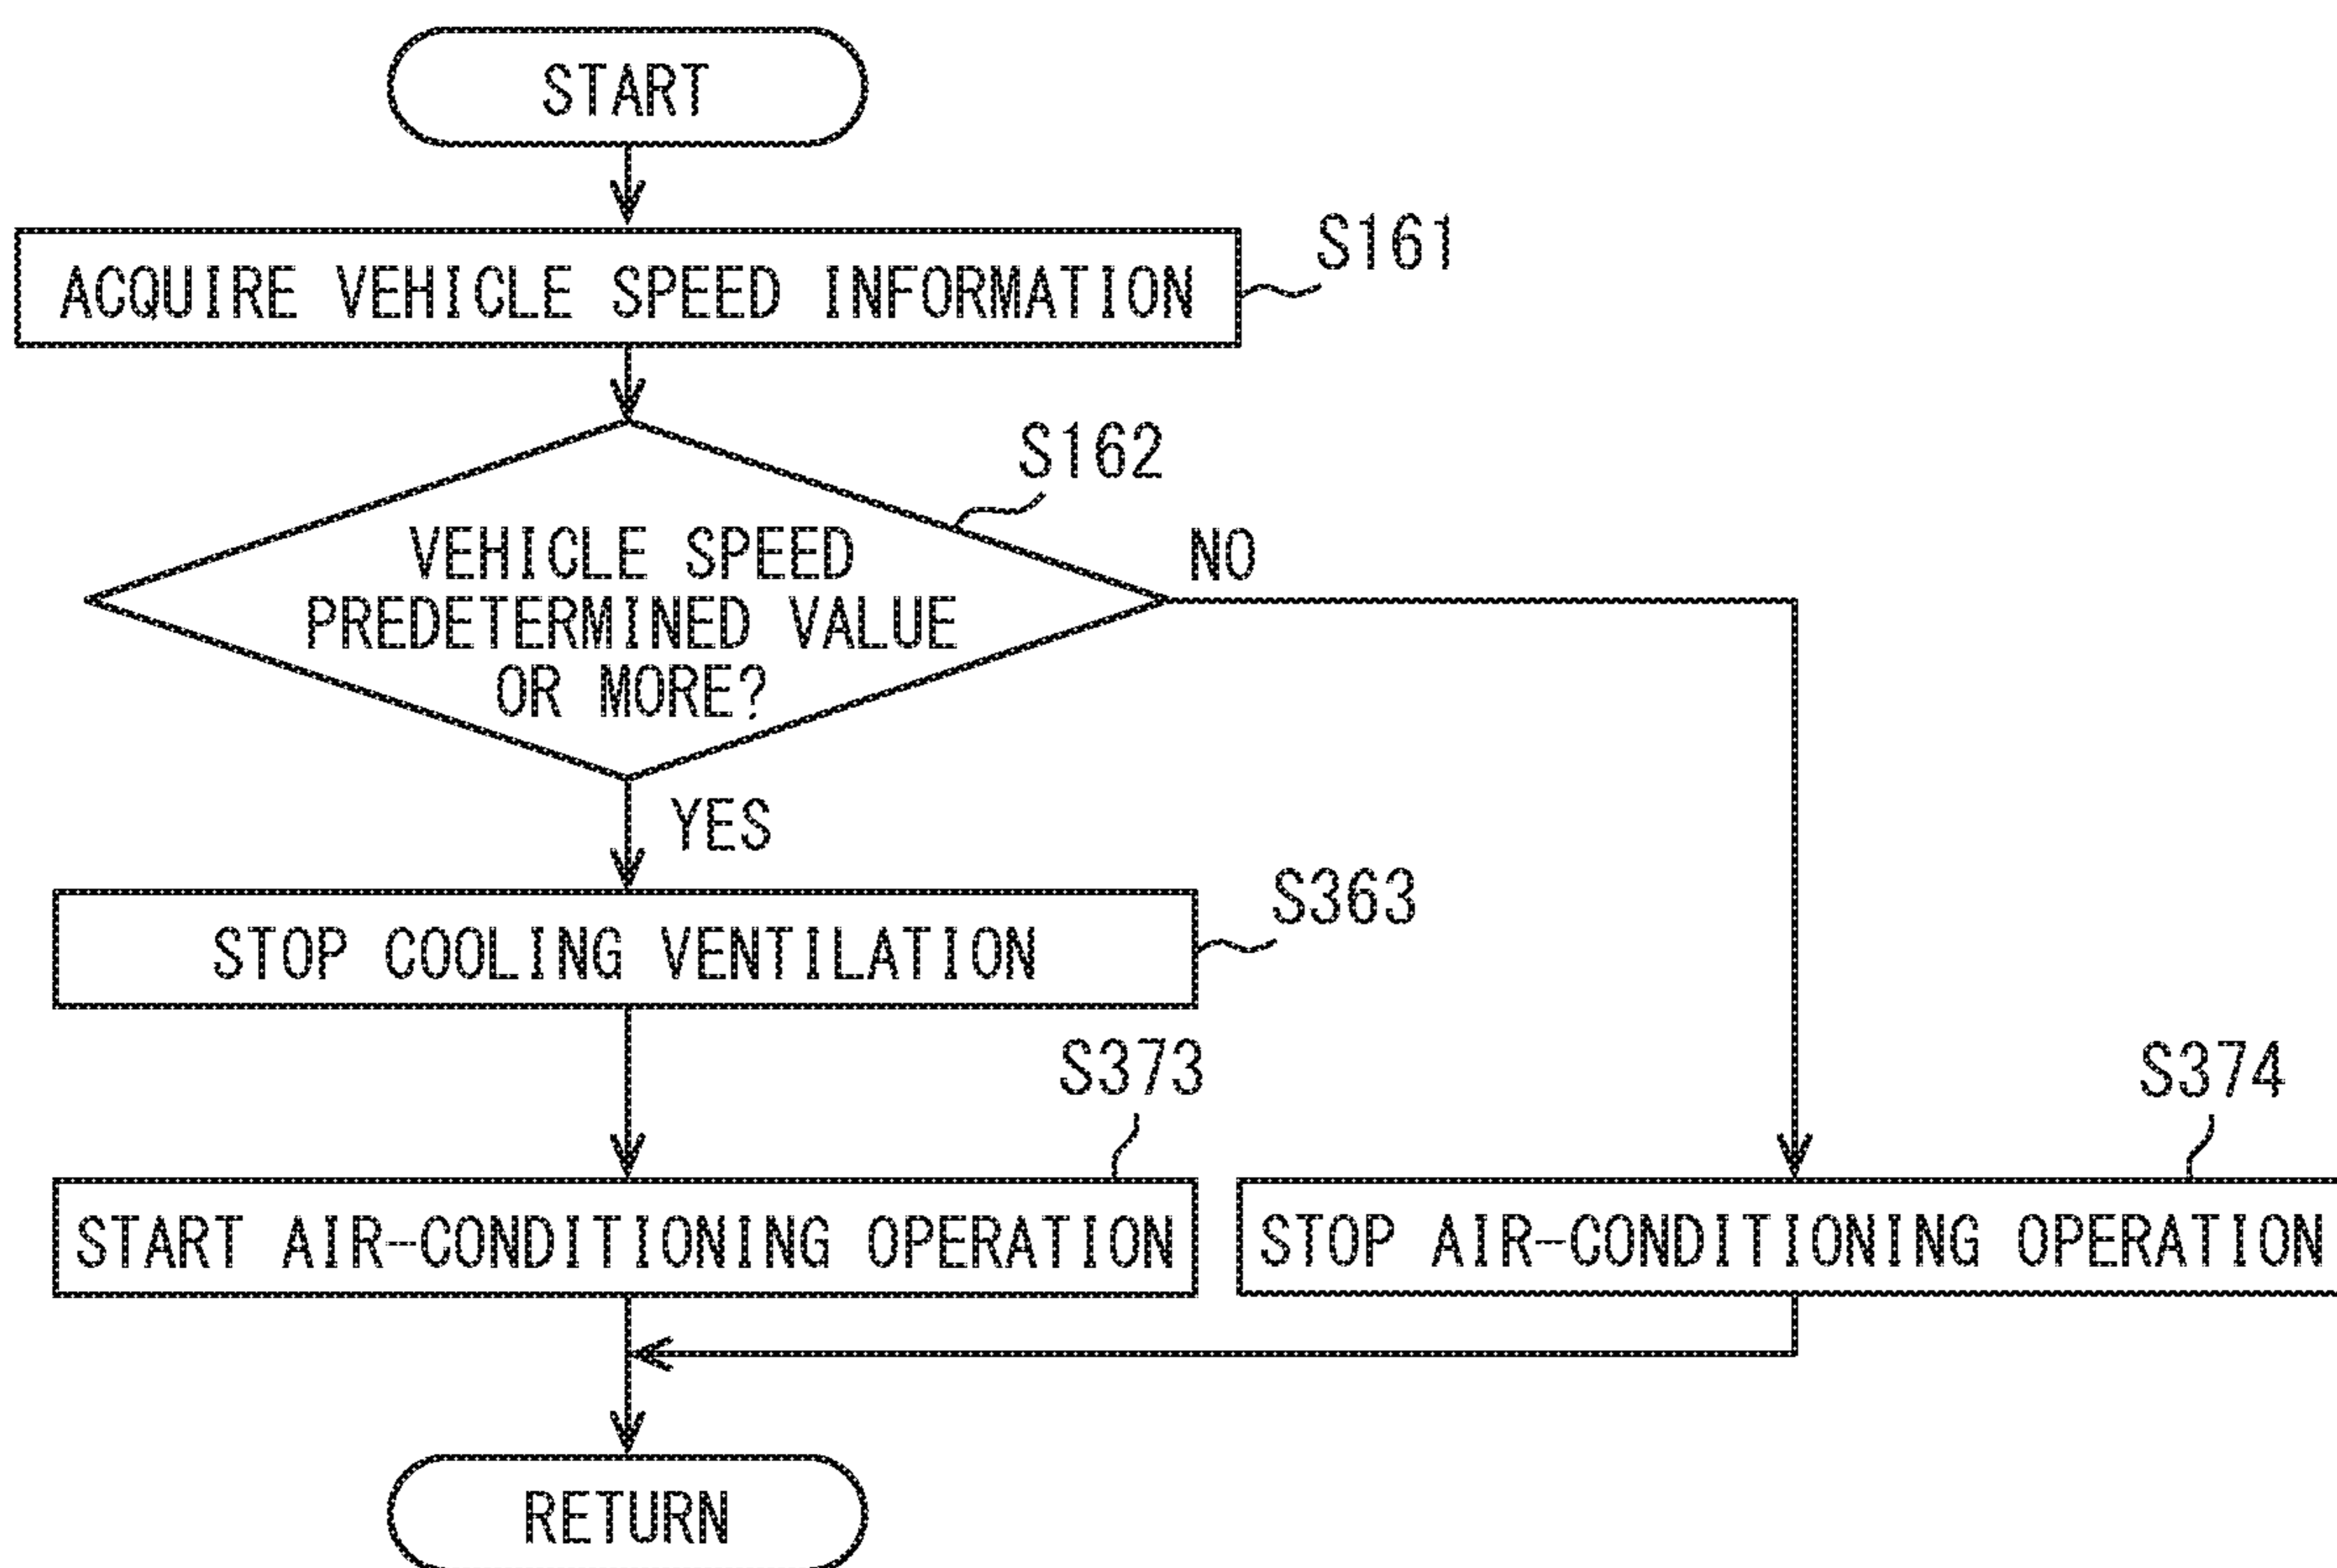 START
ACQUIRE VEHICLE SPEED INFORMATION
S161
S162
VEHICLE SPEED
PREDETERMINED VALUE
OR MORE?
NO
YES
STOP COOLING VENTILATION
S363
S373
START AIR-CONDITIONING OPERATION
S374
STOP AIR-CONDITIONING OPERATION
RETURN